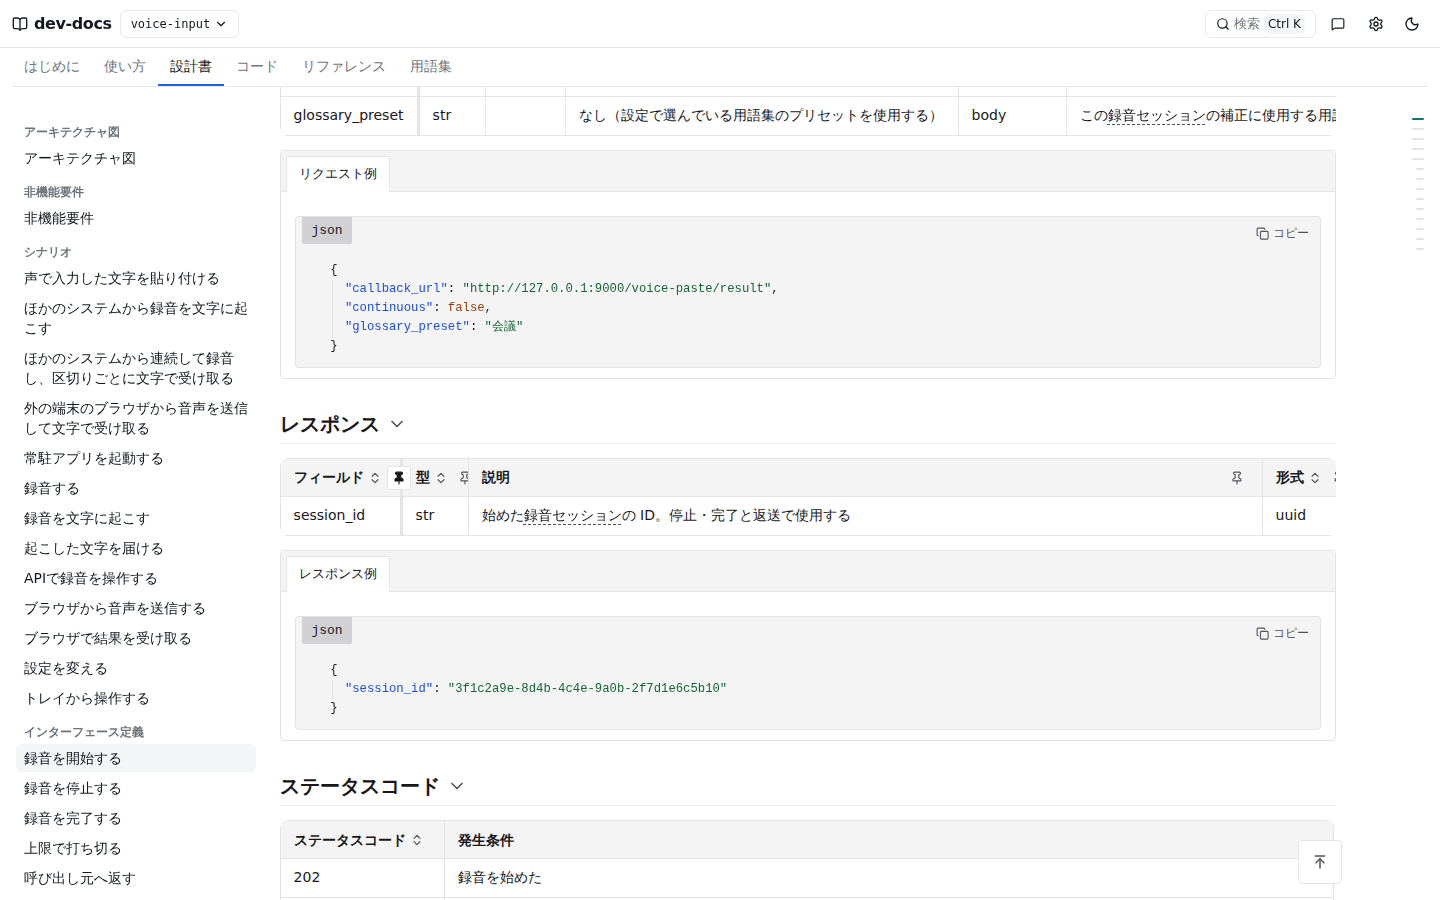 dev-docs
voice-input
検索 Ctrl K
はじめに 使い方 設計書 コード リファレンス 用語集
アーキテクチャ図
アーキテクチャ図
非機能要件
非機能要件
シナリオ
声で入力した文字を貼り付ける
ほかのシステムから録音を文字に起
こす
ほかのシステムから連続して録音
し、区切りごとに文字で受け取る
外の端末のブラウザから音声を送信
して文字で受け取る
常駐アプリを起動する
録音する
録音を文字に起こす
起こした文字を届ける
APIで録音を操作する
ブラウザから音声を送信する
ブラウザで結果を受け取る
設定を変える
トレイから操作する
インターフェース定義
録音を開始する
録音を停止する
録音を完了する
上限で打ち切る
呼び出し元へ返す
glossary_preset str なし（設定で選んでいる用語集のプリセットを使用する） body この録音セッションの補正に使用する用
リクエスト例
json
コピー
{
"callback_url": "http://127.0.0.1:9000/voice-paste/result",
"continuous": false,
"glossary_preset": "会議"
}
レスポンス
フィールド 型 説明 形式
session_id str 始めた録音セッションの ID。停止・完了と返送で使用する uuid
レスポンス例
json
コピー
{
"session_id": "3f1c2a9e-8d4b-4c4e-9a0b-2f7d1e6c5b10"
}
ステータスコード
ステータスコード 発生条件
202 録音を始めた